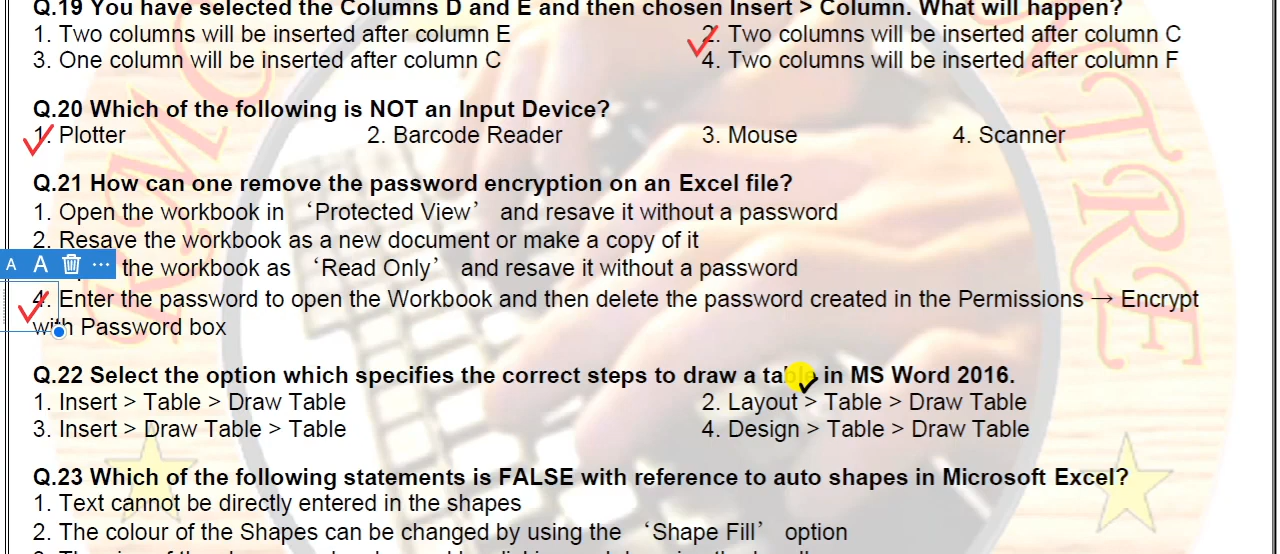 Q.19 You have selected the Columns D and E and then chosen Insert > Column. What will happen?
1. Two columns will be inserted after column E 2. Two columns will be inserted after column C
3. One column will be inserted after column C 4. Two columns will be inserted after column F
Q.20 Which of the following is NOT an Input Device?
1. Plotter 2. Barcode Reader 3. Mouse 4. Scanner
Q.21 How can one remove the password encryption on an Excel file?
1. Open the workbook in ‘Protected View’ and resave it without a password
2. Resave the workbook as a new document or make a copy of it
A A ··· the workbook as ‘Read Only’ and resave it without a password
4. Enter the password to open the Workbook and then delete the password created in the Permissions → Encrypt
with Password box
Q.22 Select the option which specifies the correct steps to draw a table in MS Word 2016.
1. Insert > Table > Draw Table 2. Layout > Table > Draw Table
3. Insert > Draw Table > Table 4. Design > Table > Draw Table
Q.23 Which of the following statements is FALSE with reference to auto shapes in Microsoft Excel?
1. Text cannot be directly entered in the shapes
2. The colour of the Shapes can be changed by using the ‘Shape Fill’ option